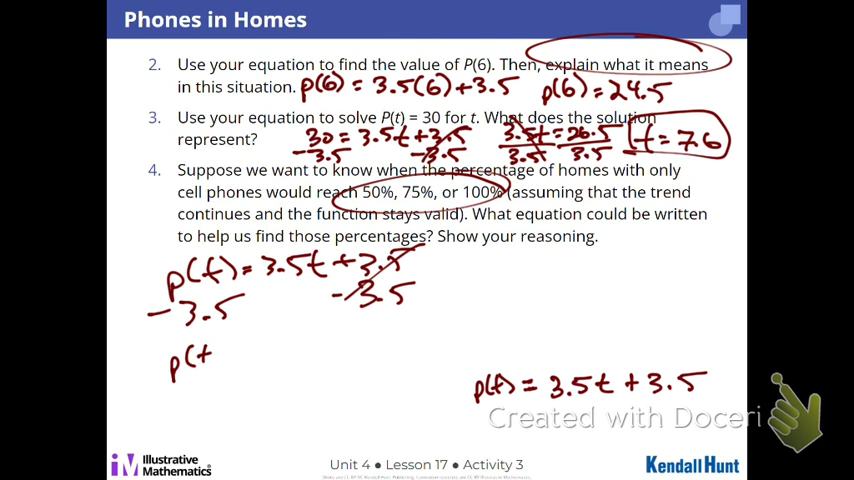 Phones in Homes
2. Use your equation to find the value of P(6). Then, explain what it means
in this situation.
p(6) = 3.5(6) + 3.5 p(6) = 24.5
3. Use your equation to solve P(t) = 30 for t. What does the solution
represent?
30 = 3.5t + 3.5 3.5t = 26.5 t = 7.6
-3.5 -3.5 3.5 3.5
4. Suppose we want to know when the percentage of homes with only
cell phones would reach 50%, 75%, or 100% (assuming that the trend
continues and the function stays valid). What equation could be written
to help us find those percentages? Show your reasoning.
p(t) = 3.5t + 3.5
-3.5 -3.5
p(t
p(t) = 3.5t + 3.5
Created with Doceri
IM Illustrative
Mathematics®
Unit 4 ● Lesson 17 ● Activity 3
Kendall Hunt